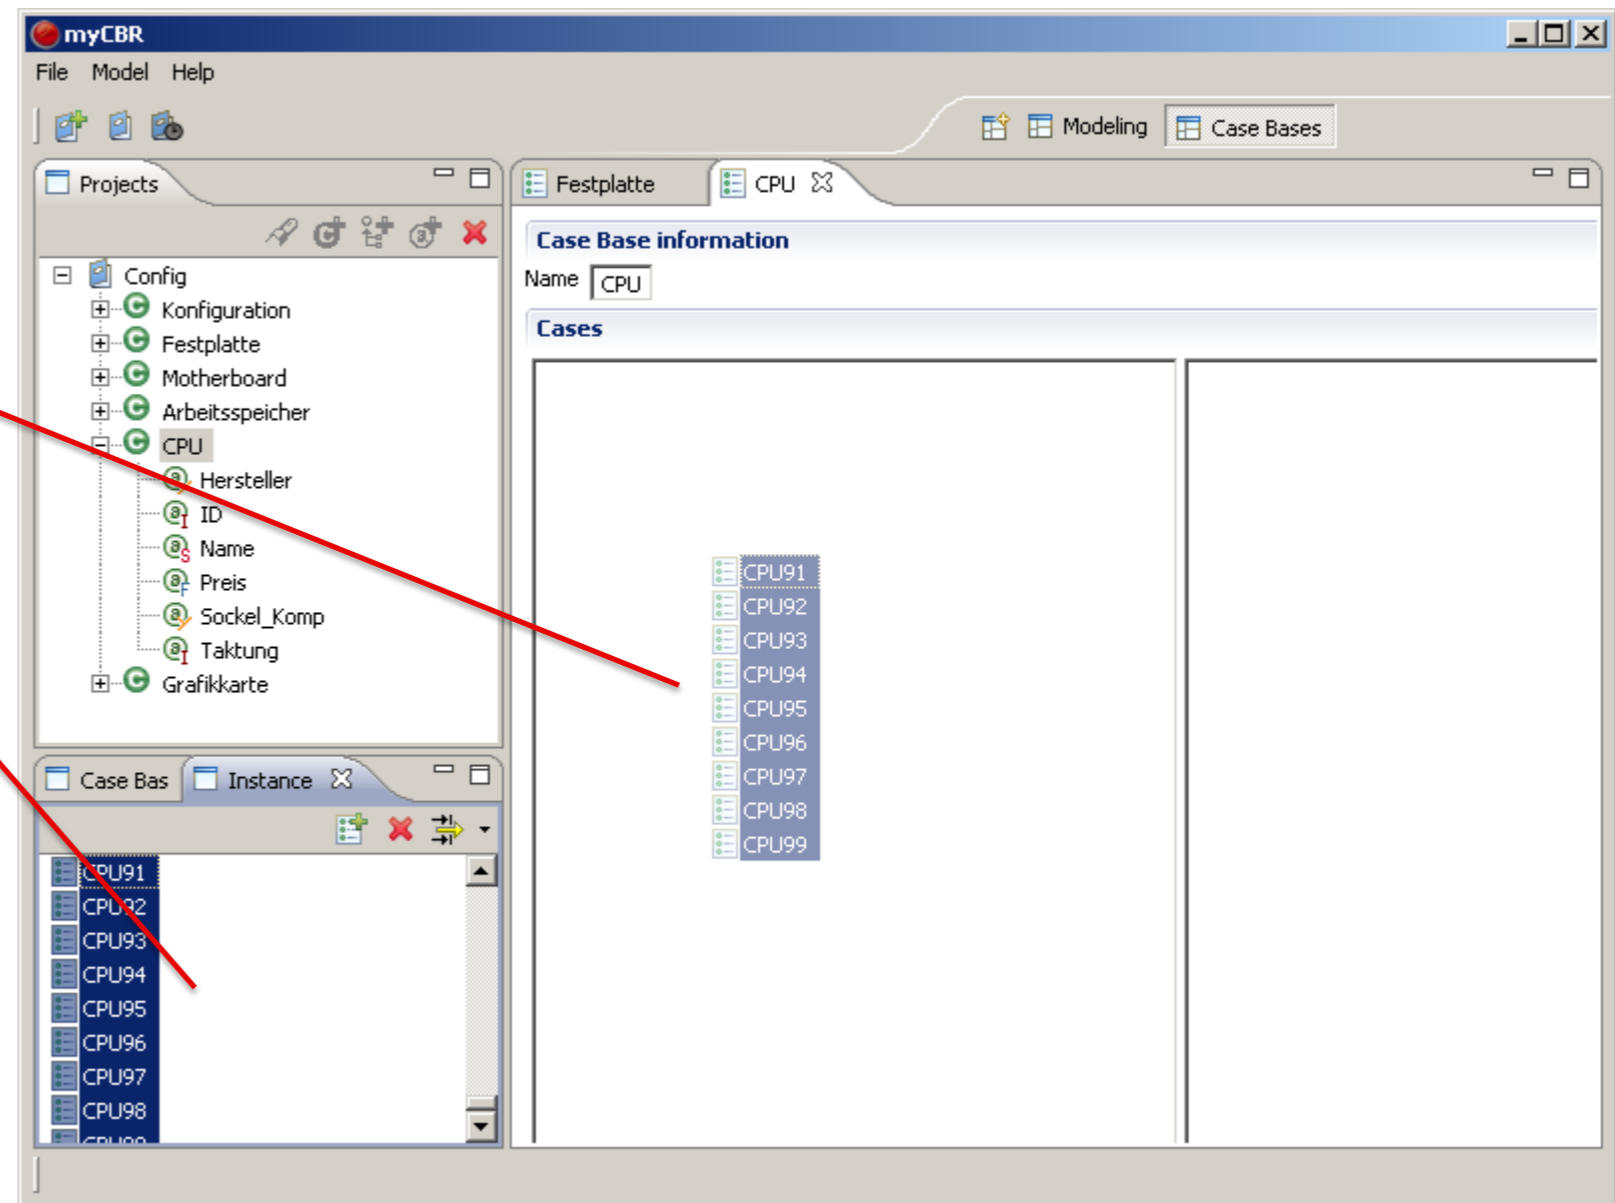 myCBR
File Model Help
Modeling Case Bases
Projects
Config
Konfiguration
Festplatte
Motherboard
Arbeitsspeicher
CPU
Hersteller
ID
Name
Preis
Sockel_Komp
Taktung
Grafikkarte
Case Bas Instance
CPU91
CPU92
CPU93
CPU94
CPU95
CPU96
CPU97
CPU98
CPU99
Festplatte CPU
Case Base information
Name CPU
Cases
CPU91
CPU92
CPU93
CPU94
CPU95
CPU96
CPU97
CPU98
CPU99